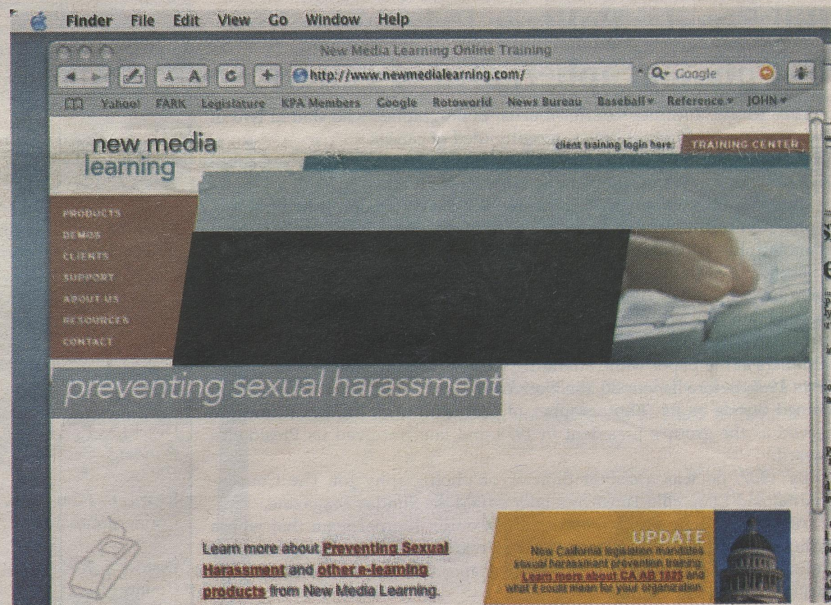 Finder File Edit View Go Window Help
New Media Learning Online Training
A A C + http://www.newmedialearning.com/ Q Google
Yahoo! FARK Legislature KPA Members Google Rotoworld News Bureau Baseball Reference JOHN
new media
learning
client training login here: TRAINING CENTER
PRODUCTS
DEMOS
CLIENTS
SUPPORT
ABOUT US
RESOURCES
CONTACT
preventing sexual harassment
Learn more about Preventing Sexual
Harassment and other e-learning
products from New Media Learning.
UPDATE
New California legislation mandates
sexual harassment prevention training.
Learn more about CA AB 1825 and
what it could mean for your organization.